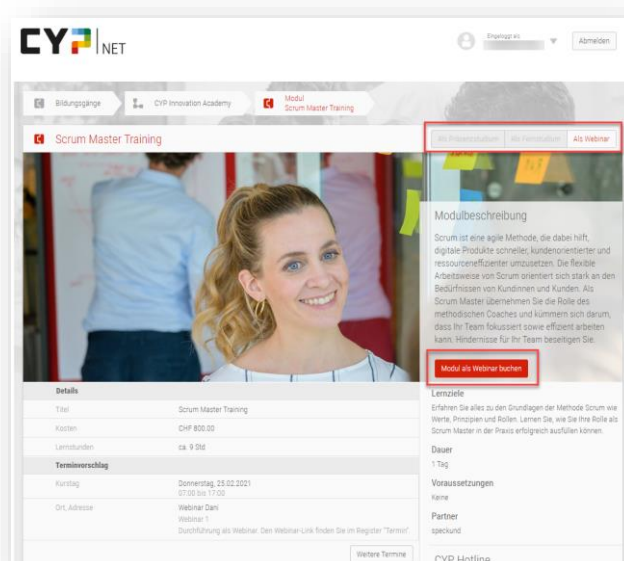 CYP NET
Eingeloggt als:
Abmelden
Bildungsgänge
CYP Innovation Academy
Modul
Scrum Master Training
Scrum Master Training
Als Präsenzstudium
Als Fernstudium
Als Webinar
Modulbeschreibung
Scrum ist eine agile Methode, die dabei hilft,
digitale Produkte schneller, kundenorientierter und
ressourceneffizienter umzusetzen. Die flexible
Arbeitsweise von Scrum orientiert sich stark an den
Bedürfnissen von Kundinnen und Kunden. Als
Scrum Master übernehmen Sie die Rolle des
methodischen Coaches und kümmern sich darum,
dass Ihr Team fokussiert sowie effizient arbeiten
kann. Hindernisse für Ihr Team beseitigen Sie.
Modul als Webinar buchen
Details
Titel Scrum Master Training
Kosten CHF 800.00
Lernstunden ca. 9 Std
Terminvorschlag
Kurstag Donnerstag, 25.02.2021
07:00 bis 17:00
Ort, Adresse Webinar Dani
Webinar 1
Durchführung als Webinar. Den Webinar-Link finden Sie im Register "Termin".
Weitere Termine
Lernziele
Erfahren Sie alles zu den Grundlagen der Methode Scrum wie
Werte, Prinzipien und Rollen. Lernen Sie, wie Sie Ihre Rolle als
Scrum Master in der Praxis erfolgreich ausfüllen können.
Dauer
1 Tag
Voraussetzungen
Keine
Partner
speckund
CYP Hotline